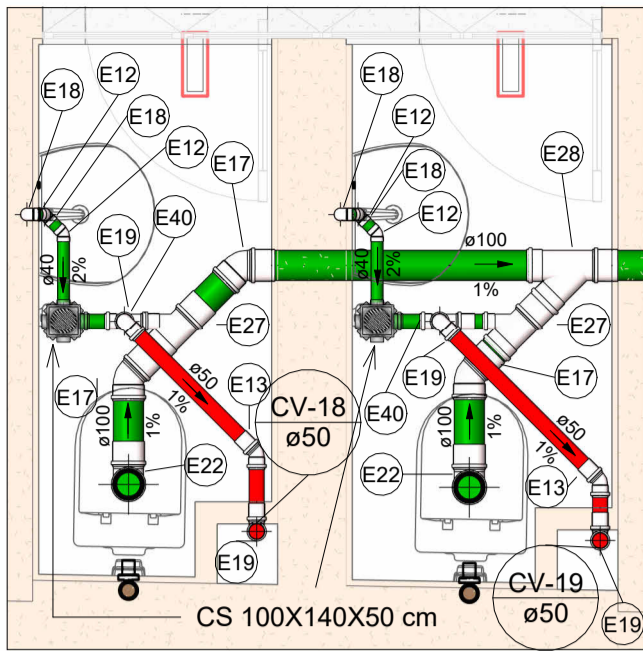 E12
E18
E18
E12
E17
E40
E19
ø40
2%
E27
E17
ø50
1%
E13
ø100
1%
E22
CV-18
ø50
E19
E18
E12
E18
E12
E28
ø100
1%
ø40
2%
E27
E19
E17
E40
ø50
1%
ø100
1%
E22
E13
CV-19
ø50
E19
CS 100X140X50 cm